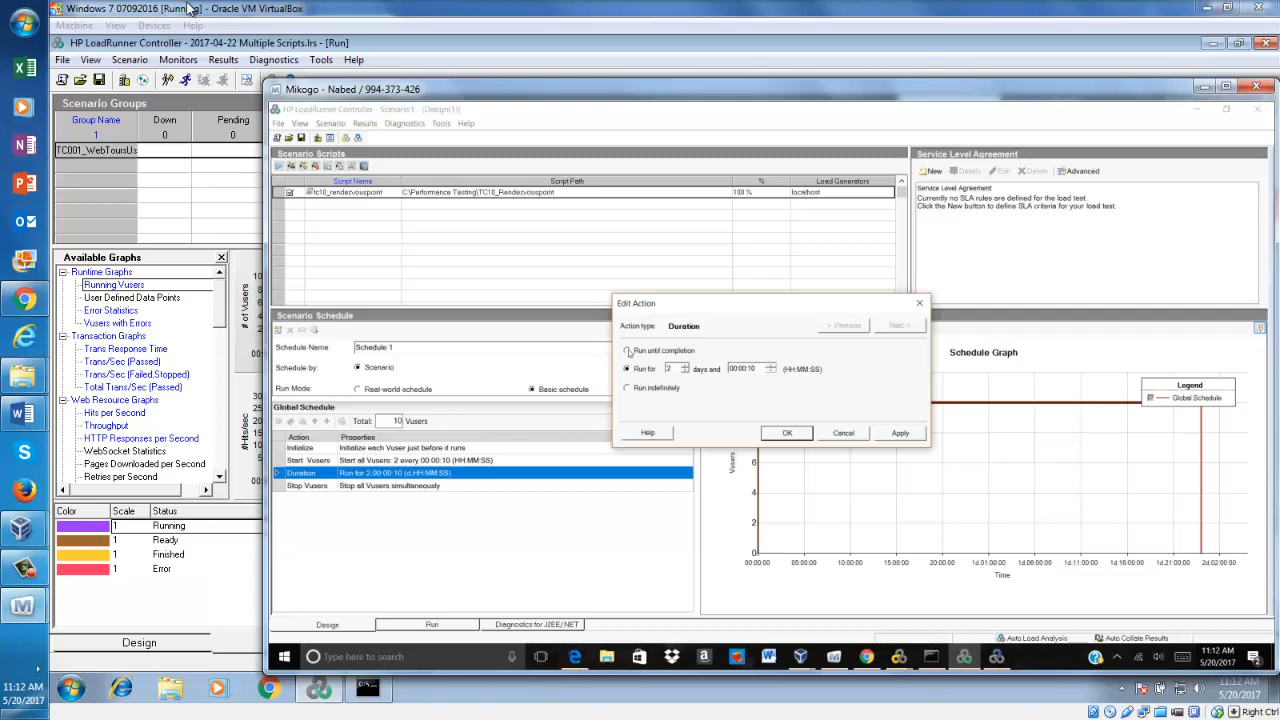 Windows 7 07092016 [Running] - Oracle VM VirtualBox
Machine View Devices Help
HP LoadRunner Controller - 2017-04-22 Multiple Scripts.lrs - [Run]
File View Scenario Monitors Results Diagnostics Tools Help
Scenario Groups
Group Name Down Pending
1 0 0
TC001_WebToursUs
Available Graphs
Runtime Graphs
Running Vusers
User Defined Data Points
Error Statistics
Vusers with Errors
Transaction Graphs
Trans Response Time
Trans/Sec (Passed)
Trans/Sec (Failed,Stopped)
Total Trans/Sec (Passed)
Web Resource Graphs
Hits per Second
Throughput
HTTP Responses per Second
WebSocket Statistics
Pages Downloaded per Second
Retries per Second
# of Vusers
#Hits/sec
Color Scale Status
1 Running
1 Ready
1 Finished
1 Error
Design
Mikogo - Nabed / 994-373-426
HP LoadRunner Controller - Scenario1 - [Design(1)]
File View Scenario Results Diagnostics Tools Help
Scenario Scripts
Script Name Script Path % Load Generators
tc10_rendezvouspoint C:\Performance Testing\TC10_Rendezvouspoint 100 % localhost
Service Level Agreement
New Details Edit Delete Advanced
Service Level Agreement
Currently no SLA rules are defined for the load test.
Click the New button to define SLA criteria for your load test.
Scenario Schedule
Schedule Name: Schedule 1
Schedule by: Scenario
Run Mode: Real-world schedule Basic schedule
Global Schedule
Total: 10 Vusers
Action Properties
Initialize Initialize each Vuser just before it runs
Start Vusers Start all Vusers: 2 every 00:00:10 (HH:MM:SS)
Duration Run for 2.00:00:10 (d.HH:MM:SS)
Stop Vusers Stop all Vusers simultaneously
Edit Action
Action type: Duration < Previous Next >
Run until completion
Run for 2 days and 00:00:10 (HH:MM:SS)
Run indefinitely
Help OK Cancel Apply
Schedule Graph
Legend
Global Schedule
Vusers
6
4
2
0
00:00:00 05:00:00 10:00:00 15:00:00 20:00:00 1d.01:00:00 1d.06:00:00 1d.11:00:00 1d.16:00:00 1d.21:00:00 2d.02:00:00
Time
Design Run Diagnostics for J2EE/.NET
Auto Load Analysis Auto Collate Results
Type here to search
11:12 AM
5/20/2017
2
11:12 AM
5/20/2017
11:12 AM
5/20/2017
Right Ctrl